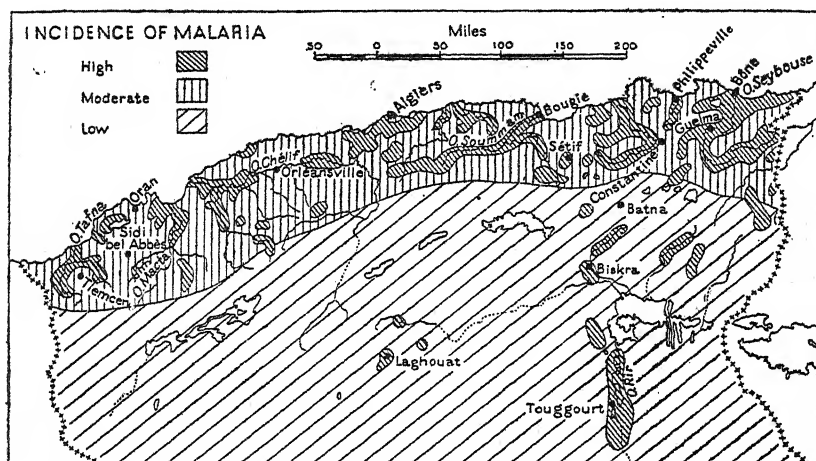 INCIDENCE OF MALARIA
High
Moderate
Low
Miles
50 0 50 100 150 200
Philippeville
Bône
O.Seybouse
Algiers
Bougie
Guelma
O.Soummam
Sétif
O.Chélif
Orléansville
Constantine
Oran
O.Tafna
Batna
Sidi
bel Abbès
O.Macta
Biskra
Tlemcen
Laghouat
O.Rir
Touggourt